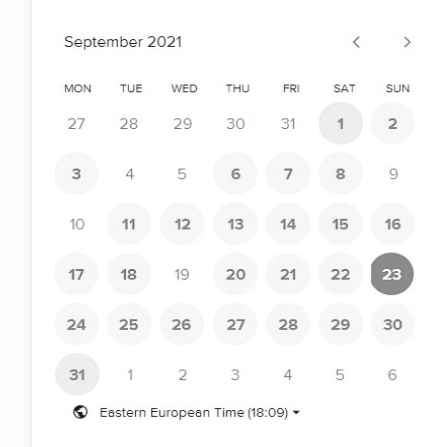 September 2021
MON TUE WED THU FRI SAT SUN
27 28 29 30 31 1 2
3 4 5 6 7 8 9
10 11 12 13 14 15 16
17 18 19 20 21 22 23
24 25 26 27 28 29 30
31 1 2 3 4 5 6
Eastern European Time (18:09)